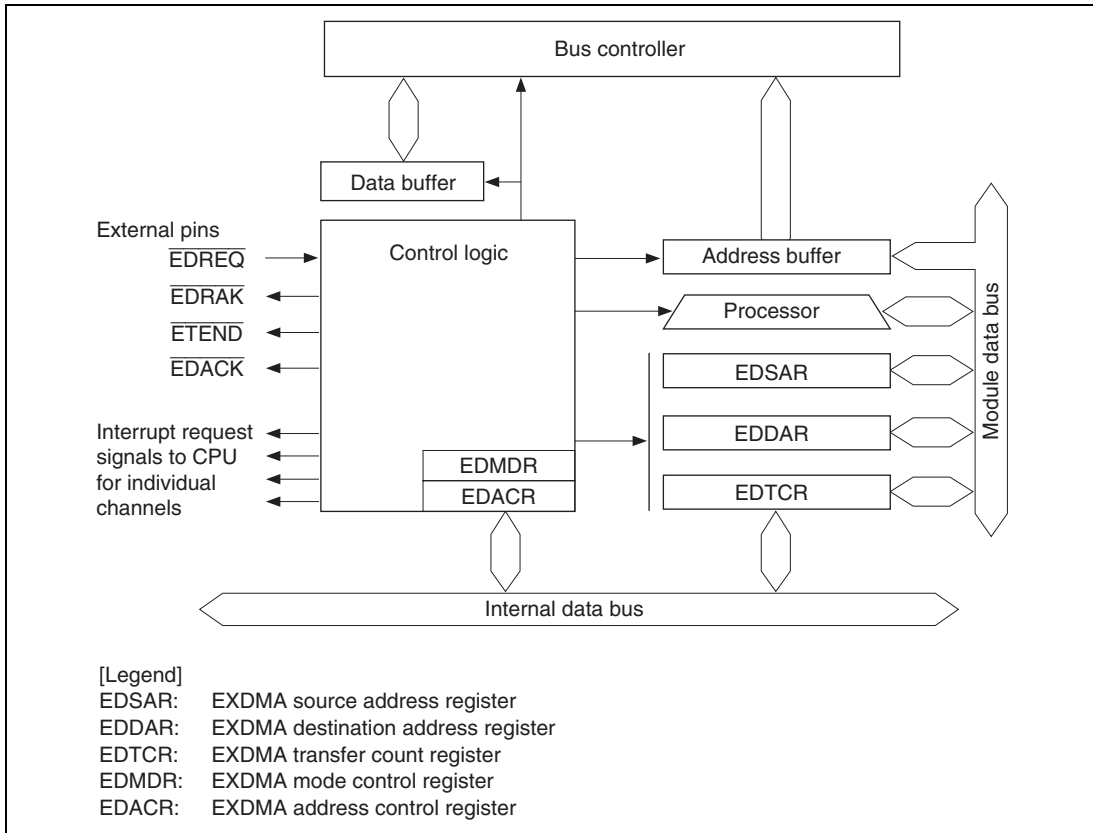 Bus controller
Data buffer
External pins
EDREQ
EDRAK
ETEND
EDACK
Interrupt request
signals to CPU
for individual
channels
Control logic
EDMDR
EDACR
Address buffer
Processor
EDSAR
EDDAR
EDTCR
Module data bus
Internal data bus
[Legend]
EDSAR: EXDMA source address register
EDDAR: EXDMA destination address register
EDTCR: EXDMA transfer count register
EDMDR: EXDMA mode control register
EDACR: EXDMA address control register